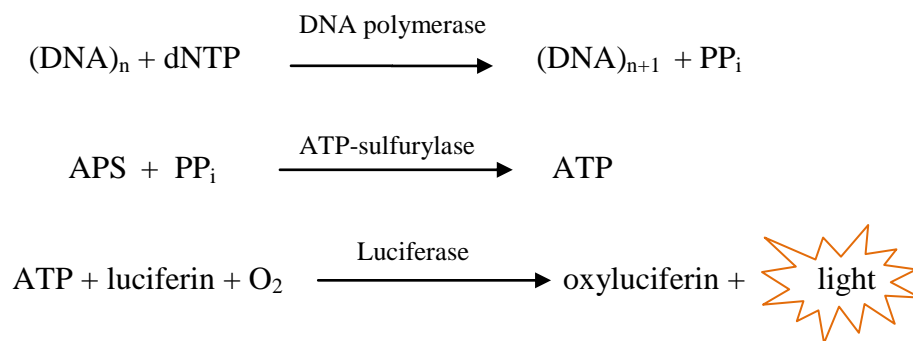 DNA polymerase
(DNA)n + dNTP (DNA)n+1 + PPi
ATP-sulfurylase
APS + PPi ATP
Luciferase
ATP + luciferin + O2 oxyluciferin + light